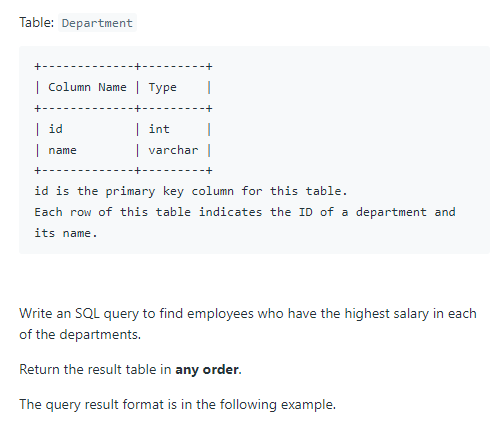 Table: Department
+-------------+---------+
| Column Name | Type    |
+-------------+---------+
| id          | int     |
| name        | varchar |
+-------------+---------+
id is the primary key column for this table.
Each row of this table indicates the ID of a department and
its name.
Write an SQL query to find employees who have the highest salary in each
of the departments.
Return the result table in any order.
The query result format is in the following example.